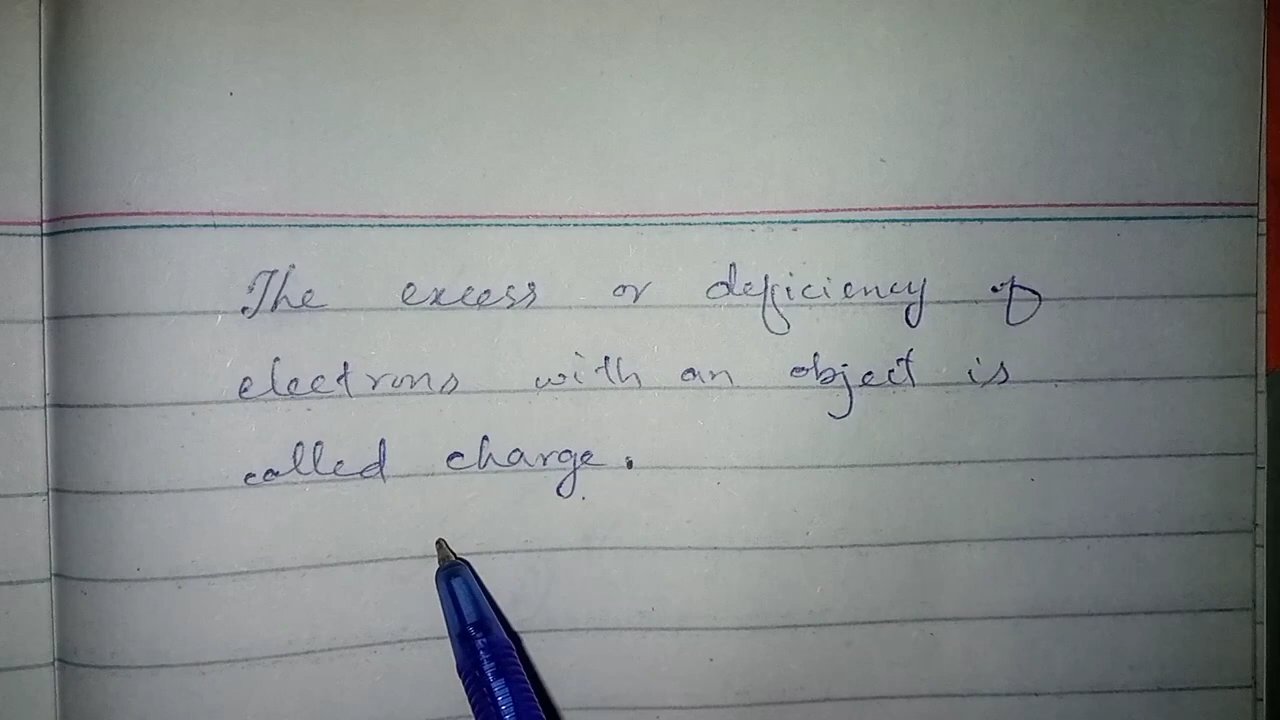 The excess or deficiency of
electrons with an object is
called charge.